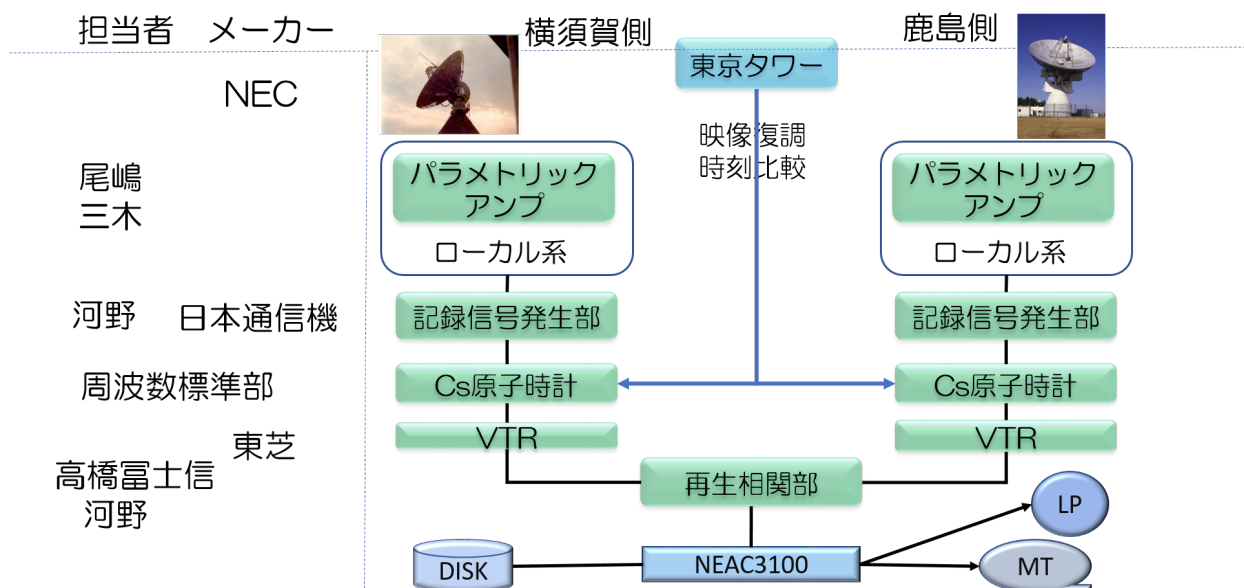 担当者 メーカー 横須賀側 鹿島側
東京タワー
NEC
映像復調
時刻比較
パラメトリック
アンプ
パラメトリック
アンプ
尾嶋
三木
ローカル系
ローカル系
河野 日本通信機
記録信号発生部
記録信号発生部
周波数標準部
Cs原子時計
Cs原子時計
VTR
VTR
東芝
高橋冨士信
河野
再生相関部
LP
DISK
NEAC3100
MT